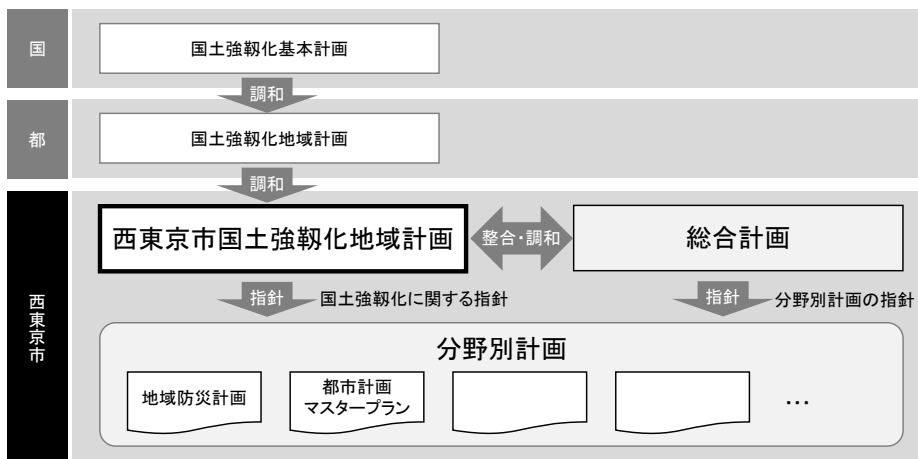 国
国土強靱化基本計画
調和
都
国土強靱化地域計画
調和
西東京市
西東京市国土強靱化地域計画
整合・調和
総合計画
指針
国土強靱化に関する指針
指針
分野別計画の指針
分野別計画
地域防災計画
都市計画
マスタープラン
…